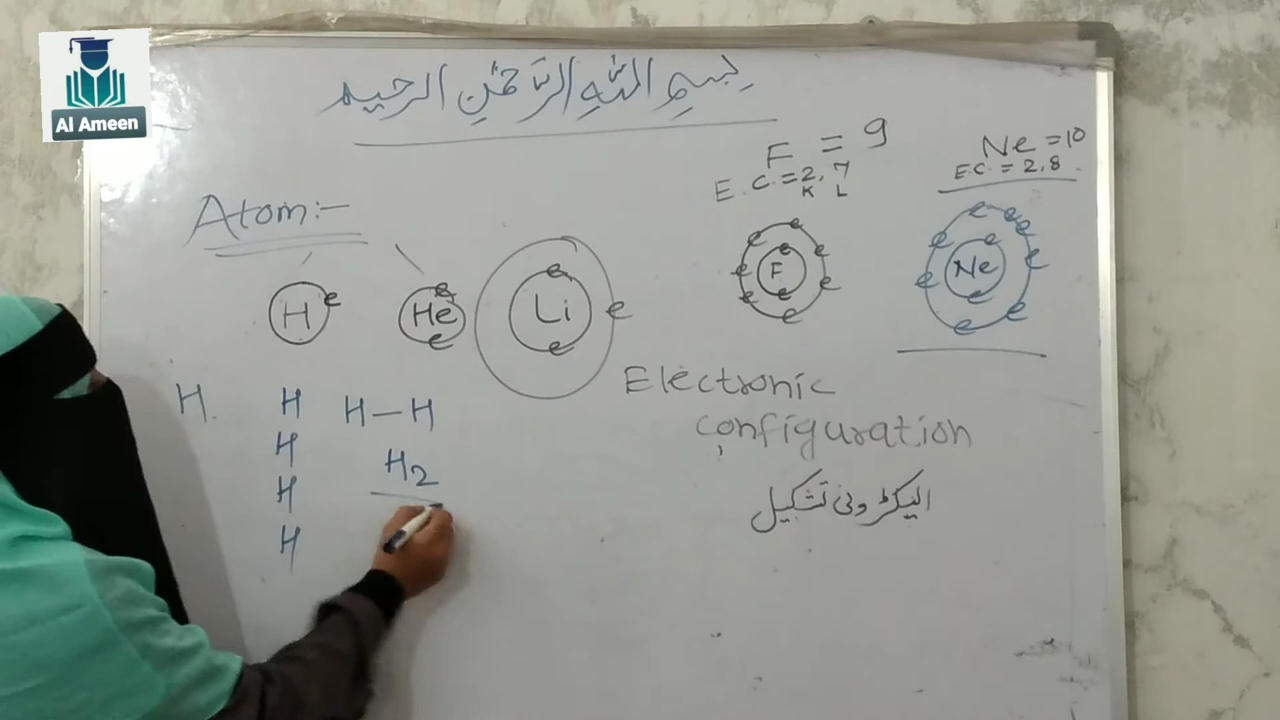 Al Ameen
بسم اللہ الرحمٰن الرحیم
F = 9
E.C. = 2, 7
K L
Ne = 10
E.C. = 2, 8
Atom:-
H e
He e e
Li e e e
F e e e e e e e e e
Ne e e e e e e e e e e
Electronic
configuration
الیکٹرونی تشکیل
H
H H–H
H H2
H
H